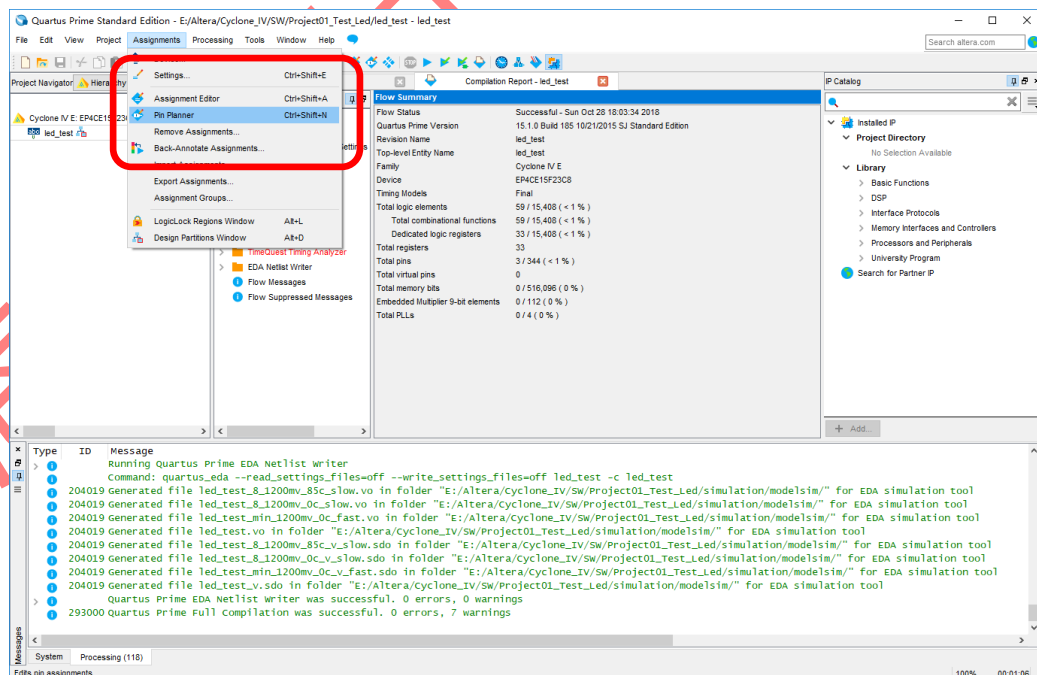 Quartus Prime Standard Edition - E:/Altera/Cyclone_IV/SW/Project01_Test_Led/led_test - led_test
File Edit View Project Assignments Processing Tools Window Help
Search altera.com
Project Navigator Hierarchy
Compilation Report - led_test
IP Catalog
Settings... Ctrl+Shift+E
Assignment Editor Ctrl+Shift+A
Pin Planner Ctrl+Shift+N
Remove Assignments...
Back-Annotate Assignments...
Import Assignments...
Export Assignments...
Assignment Groups...
LogicLock Regions Window Alt+L
Design Partitions Window Alt+D
Cyclone IV E: EP4CE15F23C8
led_test
Settings
TimeQuest Timing Analyzer
EDA Netlist Writer
Flow Messages
Flow Suppressed Messages
Flow Summary
Flow Status Successful - Sun Oct 28 18:03:34 2018
Quartus Prime Version 15.1.0 Build 185 10/21/2015 SJ Standard Edition
Revision Name led_test
Top-level Entity Name led_test
Family Cyclone IV E
Device EP4CE15F23C8
Timing Models Final
Total logic elements 59 / 15,408 ( < 1 % )
Total combinational functions 59 / 15,408 ( < 1 % )
Dedicated logic registers 33 / 15,408 ( < 1 % )
Total registers 33
Total pins 3 / 344 ( < 1 % )
Total virtual pins 0
Total memory bits 0 / 516,096 ( 0 % )
Embedded Multiplier 9-bit elements 0 / 112 ( 0 % )
Total PLLs 0 / 4 ( 0 % )
Installed IP
Project Directory
No Selection Available
Library
Basic Functions
DSP
Interface Protocols
Memory Interfaces and Controllers
Processors and Peripherals
University Program
Search for Partner IP
+ Add...
Type ID Message
Running Quartus Prime EDA Netlist Writer
Command: quartus_eda --read_settings_files=off --write_settings_files=off led_test -c led_test
204019 Generated file led_test_8_1200mv_85c_slow.vo in folder "E:/Altera/Cyclone_IV/SW/Project01_Test_Led/simulation/modelsim/" for EDA simulation tool
204019 Generated file led_test_8_1200mv_0c_slow.vo in folder "E:/Altera/Cyclone_IV/SW/Project01_Test_Led/simulation/modelsim/" for EDA simulation tool
204019 Generated file led_test_min_1200mv_0c_fast.vo in folder "E:/Altera/Cyclone_IV/SW/Project01_Test_Led/simulation/modelsim/" for EDA simulation tool
204019 Generated file led_test.vo in folder "E:/Altera/Cyclone_IV/SW/Project01_Test_Led/simulation/modelsim/" for EDA simulation tool
204019 Generated file led_test_8_1200mv_85c_v_slow.sdo in folder "E:/Altera/Cyclone_IV/SW/Project01_Test_Led/simulation/modelsim/" for EDA simulation tool
204019 Generated file led_test_8_1200mv_0c_v_slow.sdo in folder "E:/Altera/Cyclone_IV/SW/Project01_Test_Led/simulation/modelsim/" for EDA simulation tool
204019 Generated file led_test_min_1200mv_0c_v_fast.sdo in folder "E:/Altera/Cyclone_IV/SW/Project01_Test_Led/simulation/modelsim/" for EDA simulation tool
204019 Generated file led_test_v.sdo in folder "E:/Altera/Cyclone_IV/SW/Project01_Test_Led/simulation/modelsim/" for EDA simulation tool
Quartus Prime EDA Netlist Writer was successful. 0 errors, 0 warnings
293000 Quartus Prime Full Compilation was successful. 0 errors, 7 warnings
Messages
System Processing (118)
Edits pin assignments
100% 00:01:06